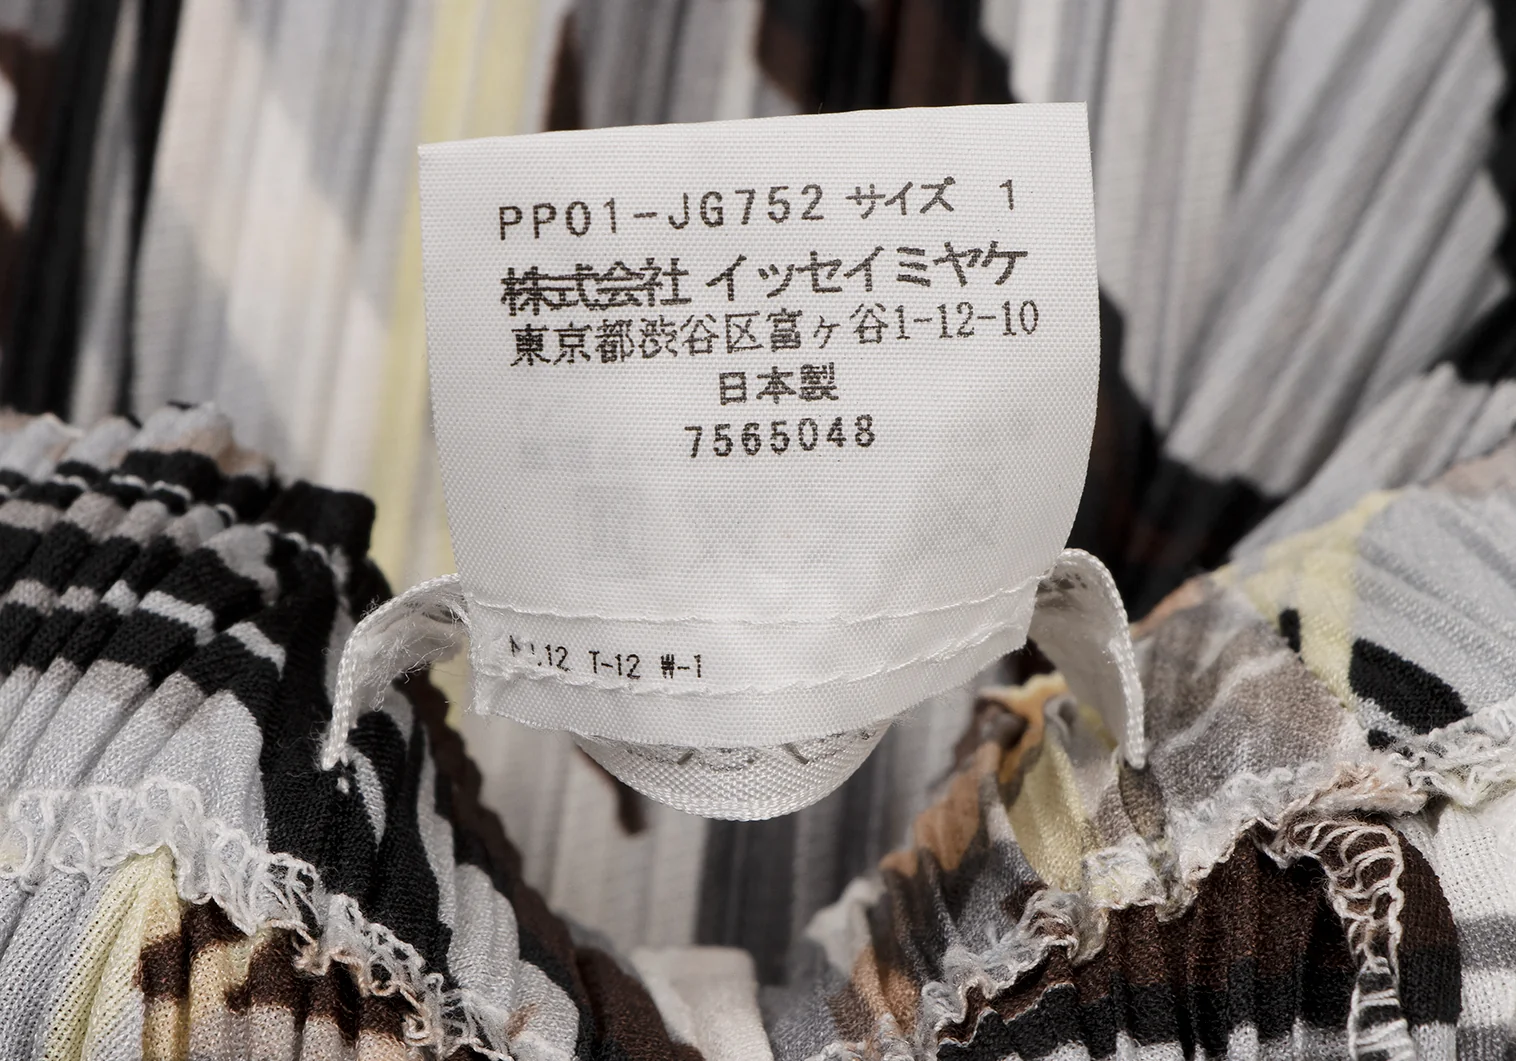 PP01-JG752 サイズ 1
株式会社 イッセイミヤケ
東京都渋谷区富ヶ谷1-12-10
日本製
7565048
T-12 W-1